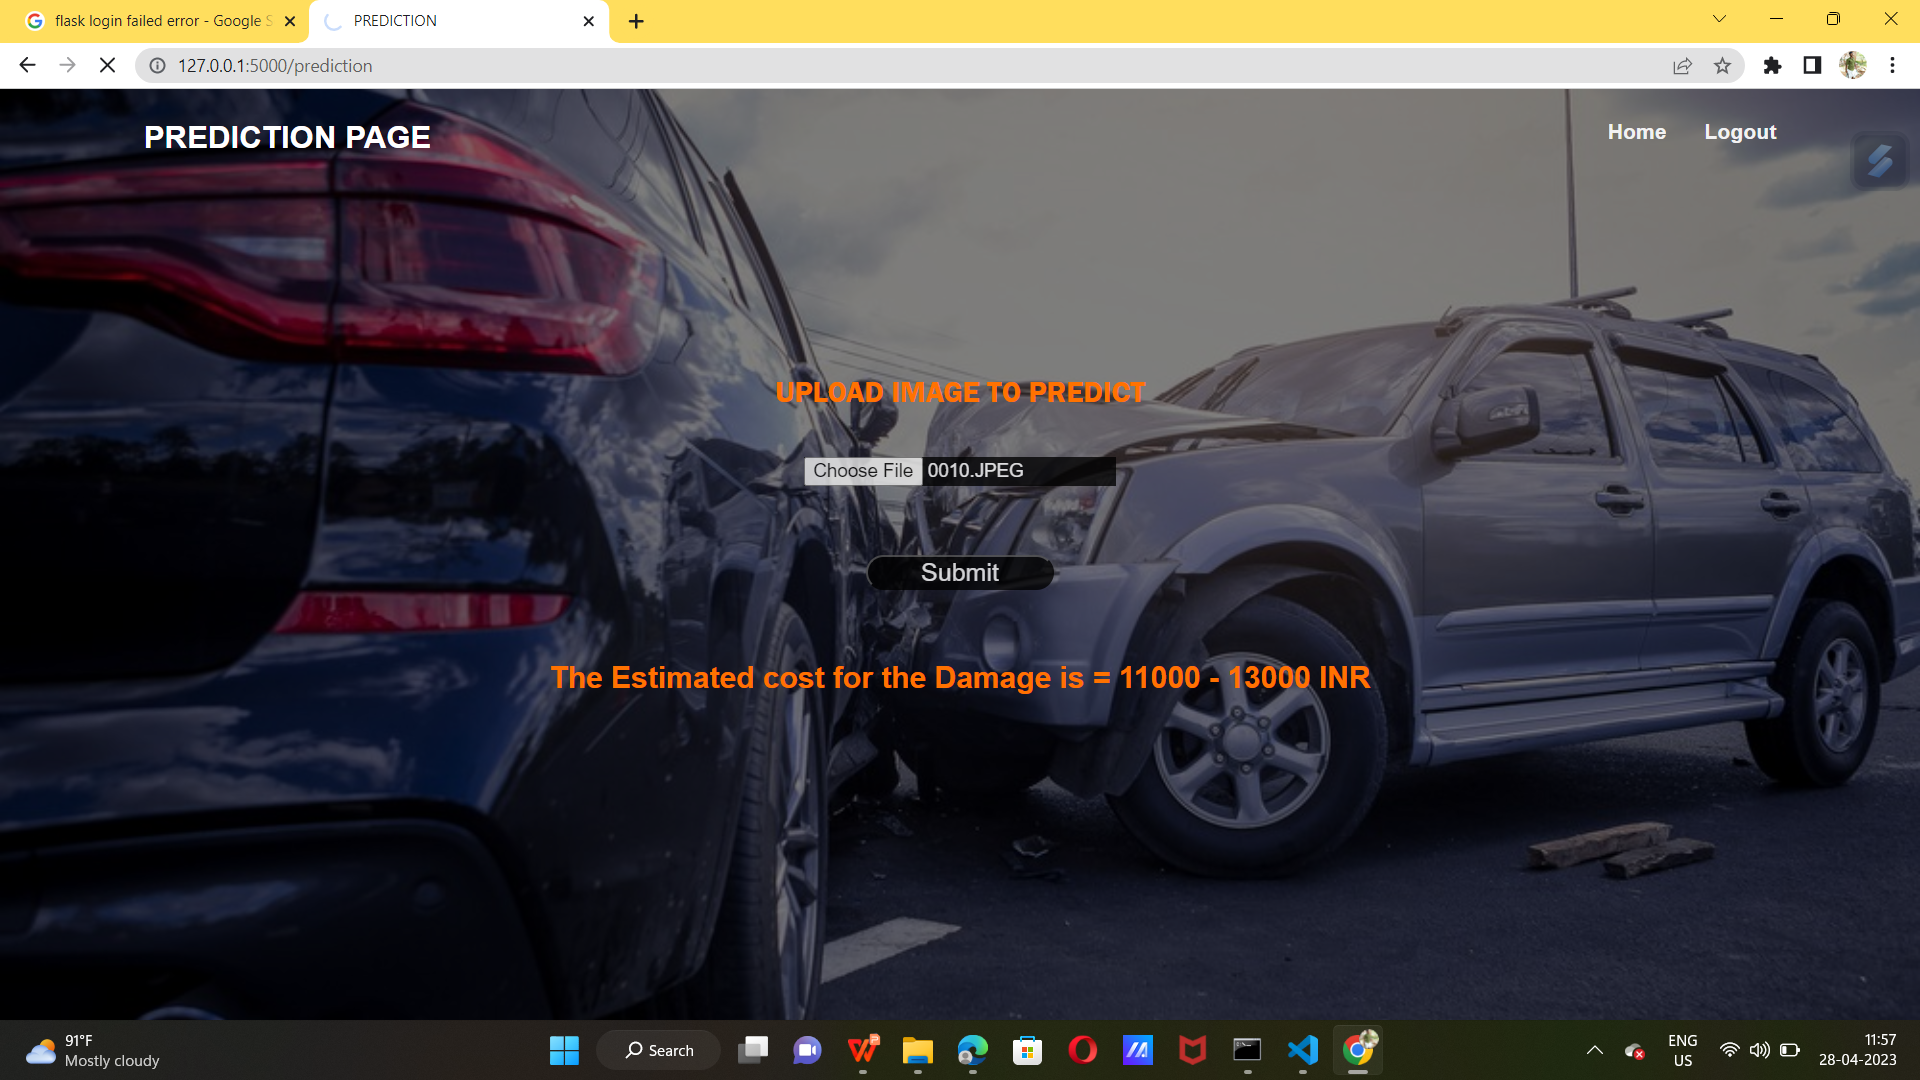 flask login failed error - Google S
PREDICTION
127.0.0.1:5000/prediction
PREDICTION PAGE
Home
Logout
UPLOAD IMAGE TO PREDICT
Choose File 0010.JPEG
Submit
The Estimated cost for the Damage is = 11000 - 13000 INR
91°F
Mostly cloudy
Search
ENG
US
11:57
28-04-2023